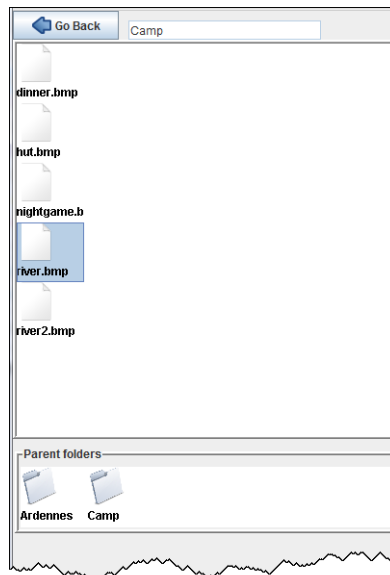 Go Back
Camp
dinner.bmp
hut.bmp
nightgame.b
river.bmp
river2.bmp
Parent folders
Ardennes Camp